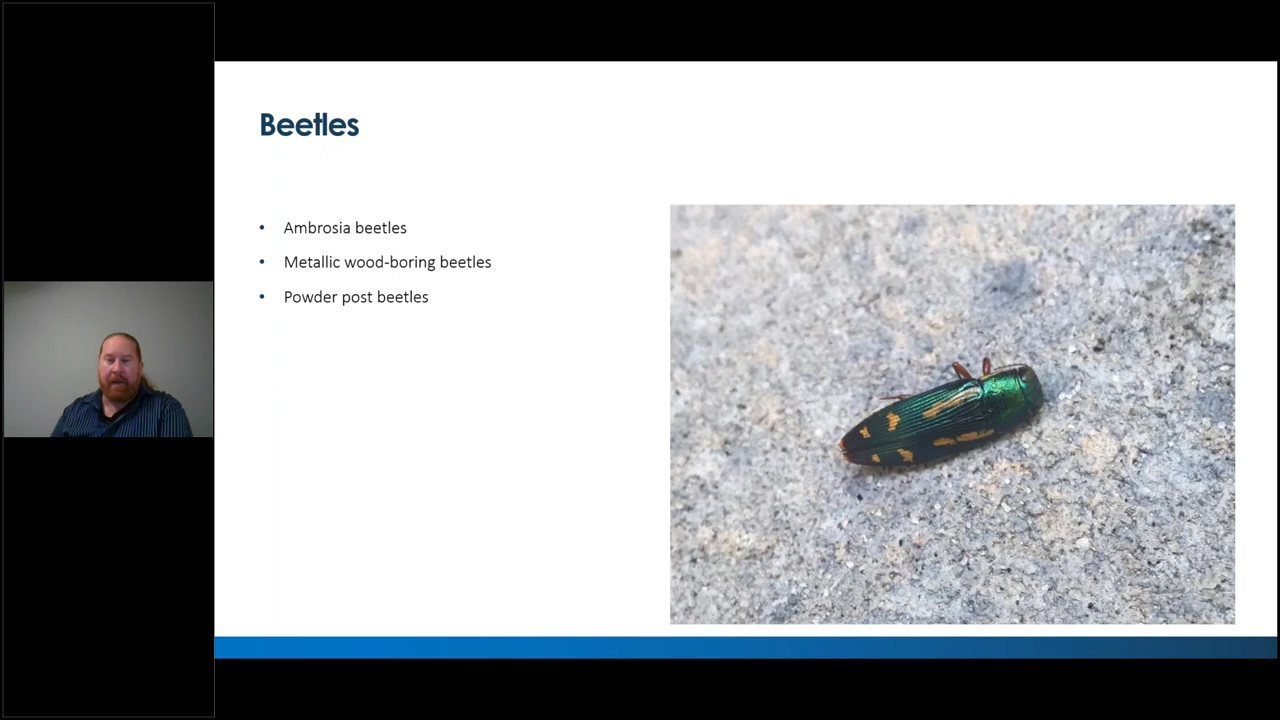 Beetles
• Ambrosia beetles
• Metallic wood-boring beetles
• Powder post beetles